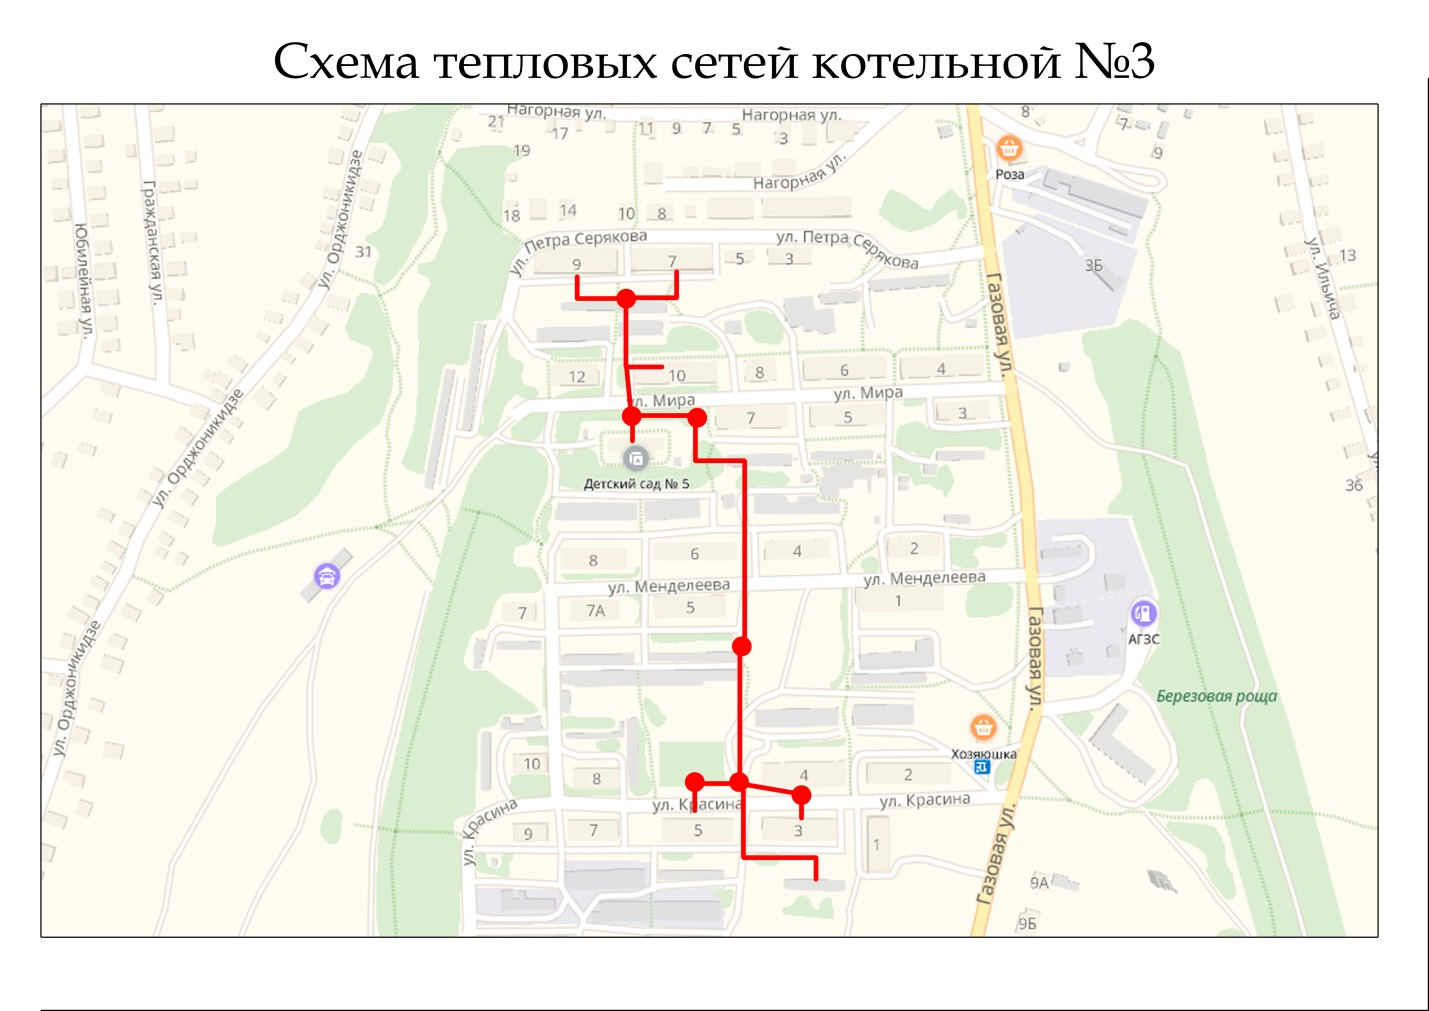 Схема тепловых сетей котельной №3
Нагорная ул.
Нагорная ул.
8
21
17
11
9
7
5
3
7
19
9
Роза
Нагорная ул.
ул. Орджоникидзе
Гражданская ул.
Юбилейная ул.
18
14
10
8
31
ул. Петра Серякова
ул. Петра Серякова
ул. Ильича
13
9
7
5
3
3Б
Газовая ул.
12
10
8
6
4
ул. Мира
ул. Мира
7
5
3
ул. Орджоникидзе
Детский сад № 5
36
8
6
4
2
ул. Менделеева
ул. Менделеева
7
7А
5
1
АГЗС
Газовая ул.
ул. Орджоникидзе
Березовая роща
Хозяюшка
10
8
4
2
ул. Красина
ул. Красина
ул. Красина
9
7
5
3
1
Газовая ул.
9А
9Б